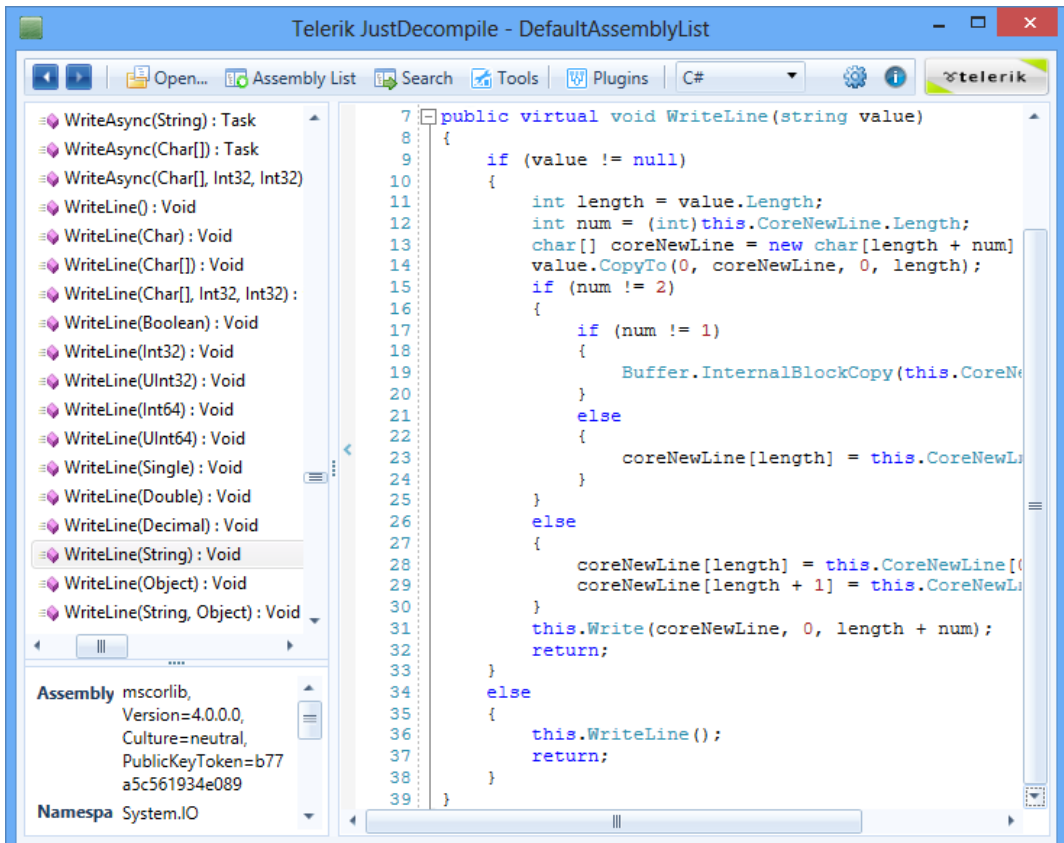 Telerik JustDecompile - DefaultAssemblyList
Open... Assembly List Search Tools Plugins C# telerik
WriteAsync(String) : Task
WriteAsync(Char[]) : Task
WriteAsync(Char[], Int32, Int32)
WriteLine() : Void
WriteLine(Char) : Void
WriteLine(Char[]) : Void
WriteLine(Char[], Int32, Int32) :
WriteLine(Boolean) : Void
WriteLine(Int32) : Void
WriteLine(UInt32) : Void
WriteLine(Int64) : Void
WriteLine(UInt64) : Void
WriteLine(Single) : Void
WriteLine(Double) : Void
WriteLine(Decimal) : Void
WriteLine(String) : Void
WriteLine(Object) : Void
WriteLine(String, Object) : Void
Assembly mscorlib,
Version=4.0.0.0,
Culture=neutral,
PublicKeyToken=b77
a5c561934e089
Namespa System.IO
7 public virtual void WriteLine(string value)
8 {
9 if (value != null)
10 {
11 int length = value.Length;
12 int num = (int)this.CoreNewLine.Length;
13 char[] coreNewLine = new char[length + num]
14 value.CopyTo(0, coreNewLine, 0, length);
15 if (num != 2)
16 {
17 if (num != 1)
18 {
19 Buffer.InternalBlockCopy(this.CoreNe
20 }
21 else
22 {
23 coreNewLine[length] = this.CoreNewLi
24 }
25 }
26 else
27 {
28 coreNewLine[length] = this.CoreNewLine[0
29 coreNewLine[length + 1] = this.CoreNewLi
30 }
31 this.Write(coreNewLine, 0, length + num);
32 return;
33 }
34 else
35 {
36 this.WriteLine();
37 return;
38 }
39 }